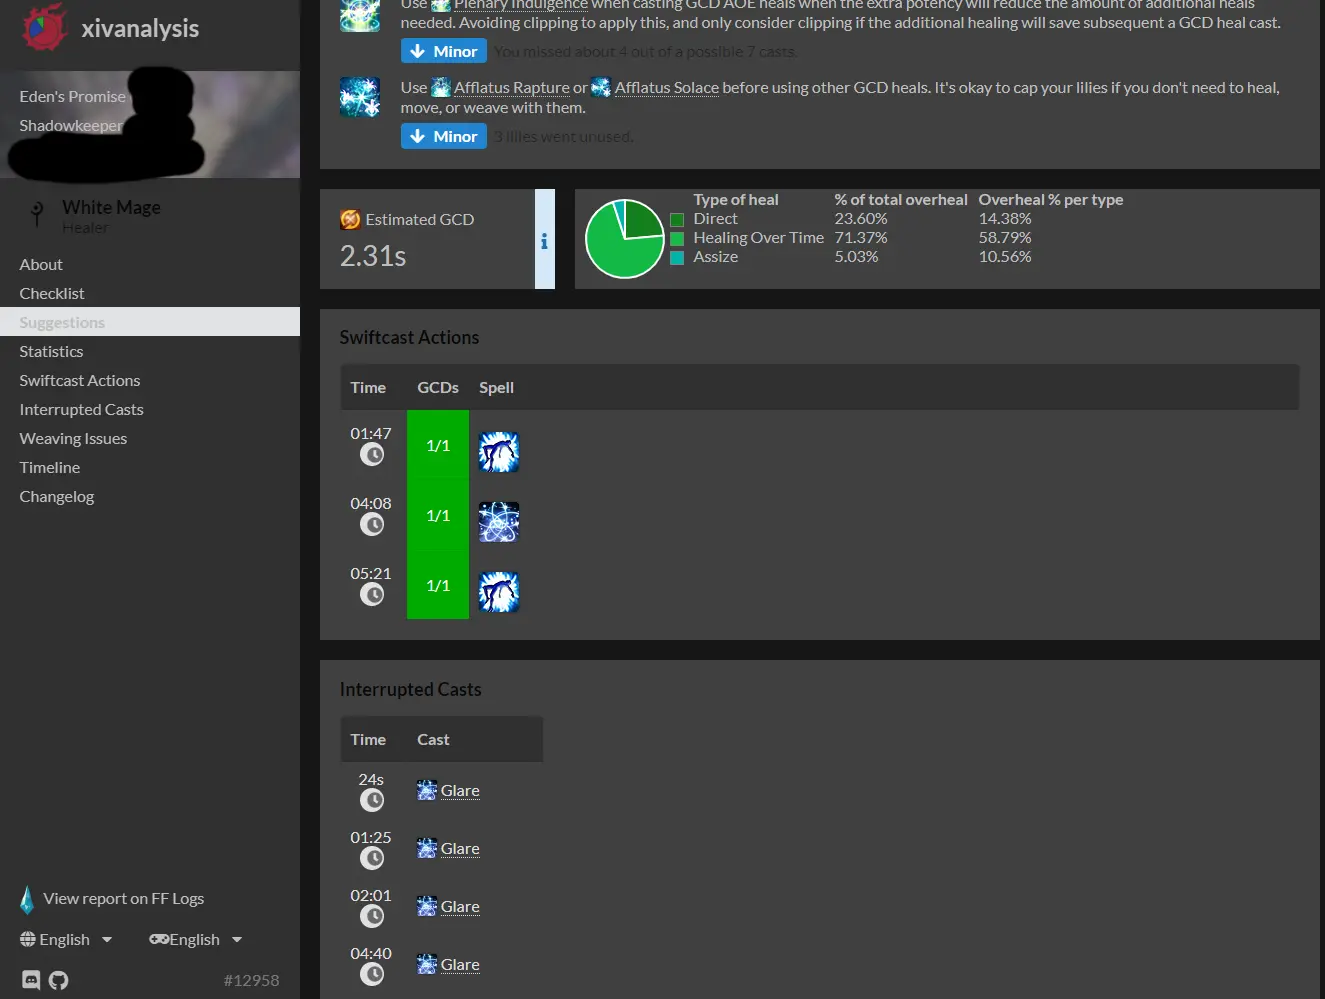 xivanalysis
Eden's Promise
Shadowkeeper
White Mage
Healer
About
Checklist
Suggestions
Statistics
Swiftcast Actions
Interrupted Casts
Weaving Issues
Timeline
Changelog
View report on FF Logs
English English
#12958
Use Plenary Indulgence when casting GCD AOE heals when the extra potency will reduce the amount of additional heals
needed. Avoiding clipping to apply this, and only consider clipping if the additional healing will save subsequent a GCD heal cast.
Minor You missed about 4 out of a possible 7 casts.
Use Afflatus Rapture or Afflatus Solace before using other GCD heals. It's okay to cap your lilies if you don't need to heal,
move, or weave with them.
Minor 3 lilies went unused.
Estimated GCD
2.31s
i
Type of heal % of total overheal Overheal % per type
Direct 23.60% 14.38%
Healing Over Time 71.37% 58.79%
Assize 5.03% 10.56%
Swiftcast Actions
Time GCDs Spell
01:47 1/1
04:08 1/1
05:21 1/1
Interrupted Casts
Time Cast
24s Glare
01:25 Glare
02:01 Glare
04:40 Glare